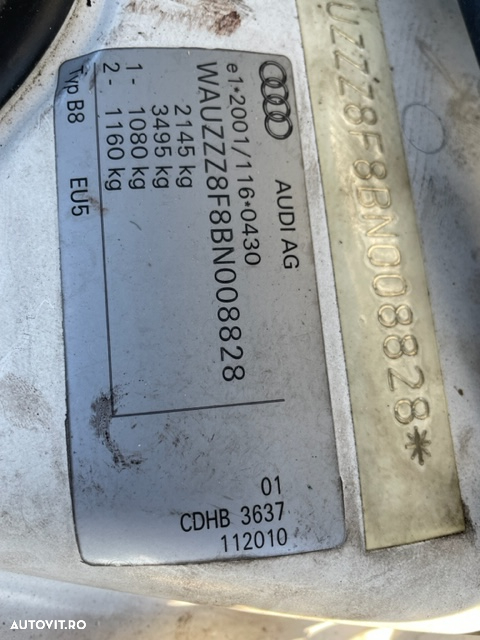 AUDI AG
e1*2001/116*0430
WAUZZZ8F8BN008828
2145 kg
3495 kg
1- 1080 kg
2- 1160 kg
Typ B8
EU5
01
CDHB 3637
112010
UZZZ8F8BN008828*
AUTOVIT.RO